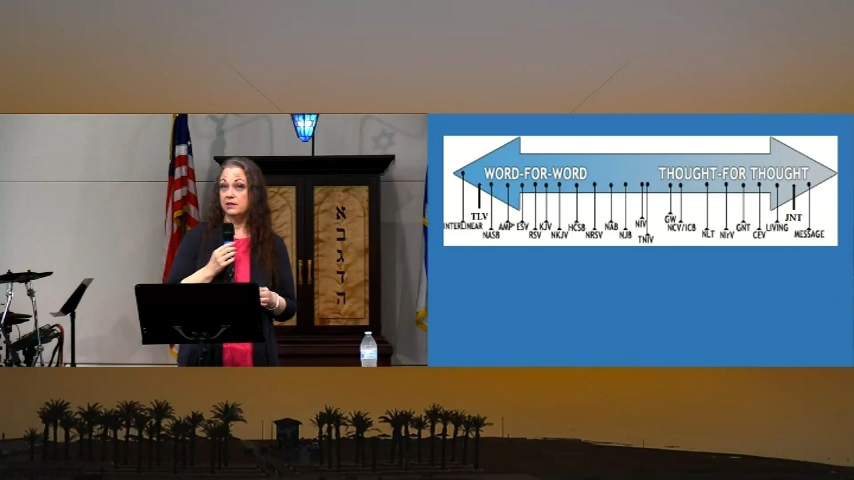 א
ב
ג
ד
ה
WORD-FOR-WORD THOUGHT-FOR THOUGHT
INTERLINEAR TLV NASB AMP ESV RSV KJV NKJV HCSB NRSV NAB NJB NIV TNIV GW NCV/ICB NLT NIrV GNT CEV LIVING JNT MESSAGE